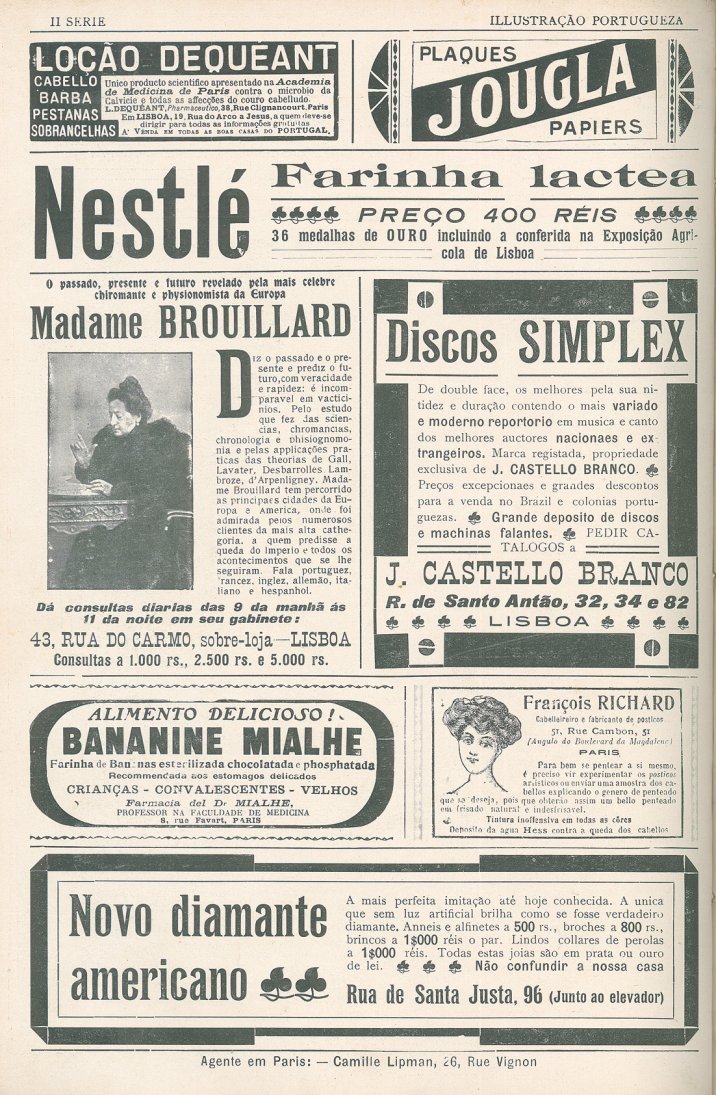 II SERIE
ILLUSTRAÇÃO PORTUGUEZA
LOÇÃO DEQUÉANT
CABELLO
BARBA
PESTANAS
SOBRANCELHAS
Unico producto scientifico apresentado na Academia
de Medicina de Paris contra o microbio da
Calvicie e todas as affecções do couro cabelludo.
L. DEQUÉANT, Pharmaceutico, 38, Rue Clignancourt, Paris
Em LISBOA, 19, Rua do Arco a Jesus, a quem deve-se
dirigir para todas as informações gratuitas
A' VENDA EM TODAS AS BOAS CASAS DO PORTUGAL.
PLAQUES
JOUGLA
PAPIERS
Nestlé
Farinha lactea
PREÇO 400 RÉIS
36 medalhas de OURO incluindo a conferida na Exposição Agri-
cola de Lisboa
O passado, presente e futuro revelado pela mais celebre
chiromante e physionomista da Europa
Madame BROUILLARD
Diz o passado e o pre-
sente e prediz o fu-
turo, com veracidade
e rapidez: é incom-
paravel em vactici-
nios. Pelo estudo
que fez das scien-
cias, chromancias,
chronologia e phisiognomo-
nia e pelas applicações pra-
ticas das theorias de Gall,
Lavater, Desbarrolles Lam-
broze, d'Arpenligney. Mada-
me Brouillard tem percorrido
as principaes cidades da Eu-
ropa e America, onde foi
admirada pelos numerosos
clientes da mais alta cathe-
goria, a quem predisse a
queda do Imperio e todos os
acontecimentos que se lhe
seguiram. Fala portuguez,
francez, inglez, allemão, ita-
liano e hespanhol.
Dá consultas diarias das 9 da manhã ás
11 da noite em seu gabinete:
43, RUA DO CARMO, sobre-loja—LISBOA
Consultas a 1.000 rs., 2.500 rs. e 5.000 rs.
Discos SIMPLEX
De double face, os melhores pela sua ni-
tidez e duração contendo o mais variado
e moderno reportorio em musica e canto
dos melhores auctores nacionaes e ex-
trangeiros. Marca registada, propriedade
exclusiva de J. CASTELLO BRANCO.
Preços excepcionaes e grandes descontos
para a venda no Brazil e colonias portu-
guezas. Grande deposito de discos
e machinas falantes. PEDIR CA-
TALOGOS a
J. CASTELLO BRANCO
R. de Santo Antão, 32, 34 e 82
LISBOA
ALIMENTO DELICIOSO!
BANANINE MIALHE
Farinha de Bananas esterilizada chocolatada e phosphatada
Recommendada aos estomagos delicados
CRIANÇAS - CONVALESCENTES - VELHOS
Farmacia del Dr MIALHE,
PROFESSOR NA FACULDADE DE MEDICINA
8, rue Favart, PARIS
François RICHARD
Cabelleireiro e fabricante de posticos
51, Rue Cambon, 51
(Angulo do Boulevard da Magdalene)
PARIS
Para bem se pentear a si mesmo,
é preciso vir experimentar os posticos
artisticos ou enviar uma amostra dos ca-
bellos explicando o genero de penteado
que se deseja, pois que obterão assim um bello penteado
em frisado natural e indesfrisavel.
Tintura inoffensiva em todas as côres
Deposito da agua Hess contra a queda dos cabellos
Novo diamante
americano
A mais perfeita imitação até hoje conhecida. A unica
que sem luz artificial brilha como se fosse verdadeiro
diamante. Anneis e alfinetes a 500 rs., broches a 800 rs.,
brincos a 1$000 réis o par. Lindos collares de perolas
a 1$000 réis. Todas estas joias são em prata ou ouro
de lei. Não confundir a nossa casa
Rua de Santa Justa, 96 (Junto ao elevador)
Agente em Paris: — Camille Lipman, 26, Rue Vignon